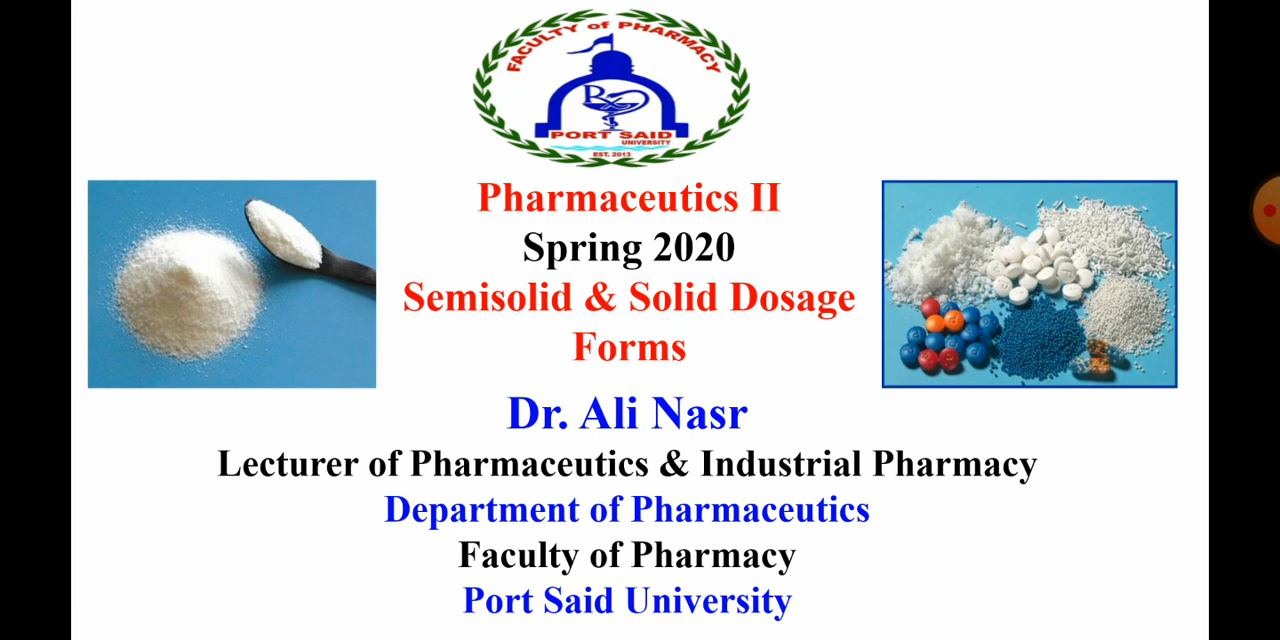 FACULTY of PHARMACY
Rx
PORT SAID
UNIVERSITY
EST. 2013
Pharmaceutics II
Spring 2020
Semisolid & Solid Dosage
Forms
Dr. Ali Nasr
Lecturer of Pharmaceutics & Industrial Pharmacy
Department of Pharmaceutics
Faculty of Pharmacy
Port Said University